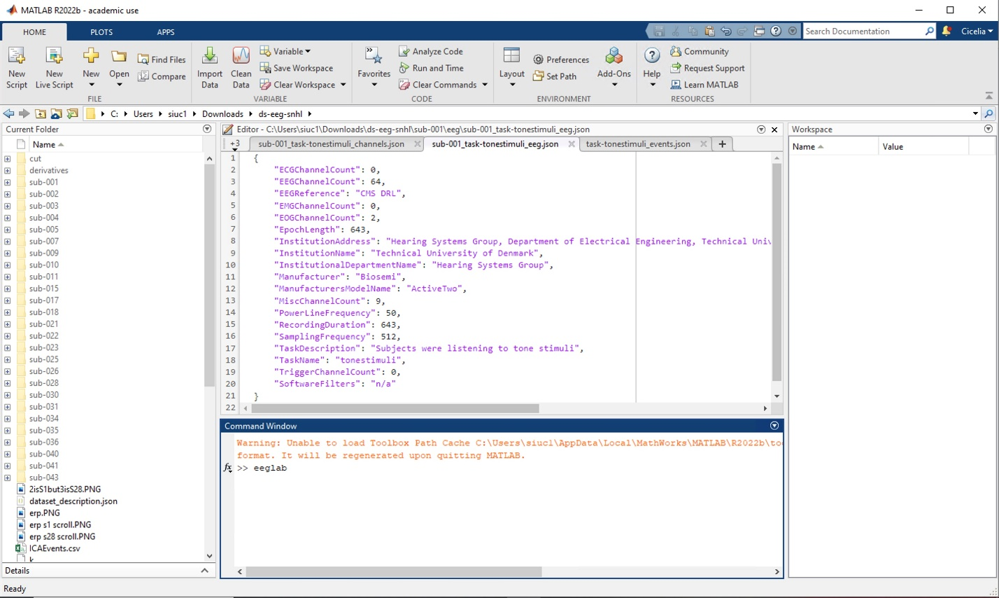 MATLAB R2022b - academic use
HOME PLOTS APPS
Search Documentation
Cicelia
New Script
New Live Script
New
Open
Find Files
Compare
FILE
Import Data
Clean Data
Variable
Save Workspace
Clear Workspace
VARIABLE
Favorites
Analyze Code
Run and Time
Clear Commands
CODE
Layout
Preferences
Set Path
Add-Ons
ENVIRONMENT
Help
Community
Request Support
Learn MATLAB
RESOURCES
C: Users siuc1 Downloads ds-eeg-snhl
Current Folder
Name
cut
derivatives
sub-001
sub-002
sub-003
sub-004
sub-005
sub-007
sub-009
sub-010
sub-011
sub-015
sub-017
sub-018
sub-021
sub-022
sub-023
sub-025
sub-026
sub-028
sub-030
sub-031
sub-034
sub-035
sub-036
sub-040
sub-041
sub-043
2isS1but3isS28.PNG
dataset_description.json
erp.PNG
erp s1 scroll.PNG
erp s28 scroll.PNG
ICAEvents.csv
Details
Ready
Editor - C:\Users\siuc1\Downloads\ds-eeg-snhl\sub-001\eeg\sub-001_task-tonestimuli_eeg.json
+3 sub-001_task-tonestimuli_channels.json sub-001_task-tonestimuli_eeg.json task-tonestimuli_events.json +
1 {
2 "ECGChannelCount": 0,
3 "EEGChannelCount": 64,
4 "EEGReference": "CMS DRL",
5 "EMGChannelCount": 0,
6 "EOGChannelCount": 2,
7 "EpochLength": 643,
8 "InstitutionAddress": "Hearing Systems Group, Department of Electrical Engineering, Technical Univ
9 "InstitutionName": "Technical University of Denmark",
10 "InstitutionalDepartmentName": "Hearing Systems Group",
11 "Manufacturer": "Biosemi",
12 "ManufacturersModelName": "ActiveTwo",
13 "MiscChannelCount": 9,
14 "PowerLineFrequency": 50,
15 "RecordingDuration": 643,
16 "SamplingFrequency": 512,
17 "TaskDescription": "Subjects were listening to tone stimuli",
18 "TaskName": "tonestimuli",
19 "TriggerChannelCount": 0,
20 "SoftwareFilters": "n/a"
21 }
22
Command Window
Warning: Unable to load Toolbox Path Cache C:\Users\siuc1\AppData\Local\MathWorks\MATLAB\R2022b\too
format. It will be regenerated upon quitting MATLAB.
fx >> eeglab
Workspace
Name Value